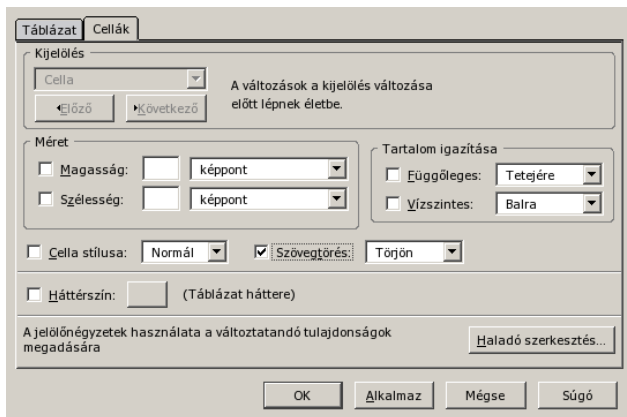 Táblázat Cellák
Kijelölés
Cella
Előző Következő
A változások a kijelölés változása
előtt lépnek életbe.
Méret
Magasság: képpont
Szélesség: képpont
Tartalom igazítása
Függőleges: Tetejére
Vízszintes: Balra
Cella stílusa: Normál Szövegtörés: Törjön
Háttérszín: (Táblázat háttere)
A jelölőnégyzetek használata a változtatandó tulajdonságok
megadására
Haladó szerkesztés...
OK Alkalmaz Mégse Súgó